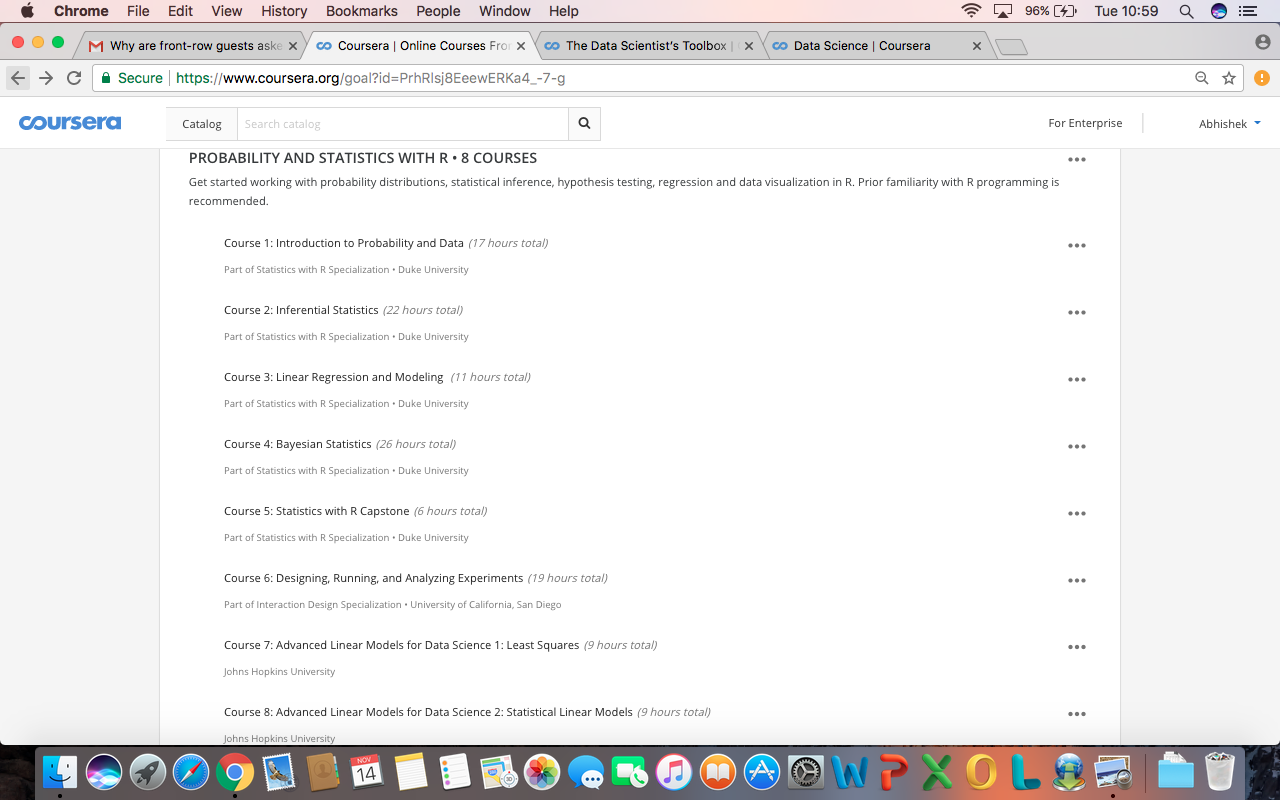 Chrome File Edit View History Bookmarks People Window Help 96% Tue 10:59
Why are front-row guests aske
Coursera | Online Courses From
The Data Scientist's Toolbox |
Data Science | Coursera
Secure https://www.coursera.org/goal?id=PrhRlsj8EeewERKa4_-7-g
coursera Catalog Search catalog For Enterprise Abhishek
PROBABILITY AND STATISTICS WITH R • 8 COURSES
Get started working with probability distributions, statistical inference, hypothesis testing, regression and data visualization in R. Prior familiarity with R programming is
recommended.
Course 1: Introduction to Probability and Data (17 hours total)
Part of Statistics with R Specialization • Duke University
Course 2: Inferential Statistics (22 hours total)
Part of Statistics with R Specialization • Duke University
Course 3: Linear Regression and Modeling (11 hours total)
Part of Statistics with R Specialization • Duke University
Course 4: Bayesian Statistics (26 hours total)
Part of Statistics with R Specialization • Duke University
Course 5: Statistics with R Capstone (6 hours total)
Part of Statistics with R Specialization • Duke University
Course 6: Designing, Running, and Analyzing Experiments (19 hours total)
Part of Interaction Design Specialization • University of California, San Diego
Course 7: Advanced Linear Models for Data Science 1: Least Squares (9 hours total)
Johns Hopkins University
Course 8: Advanced Linear Models for Data Science 2: Statistical Linear Models (9 hours total)
Johns Hopkins University
NOV
14
W P X O L